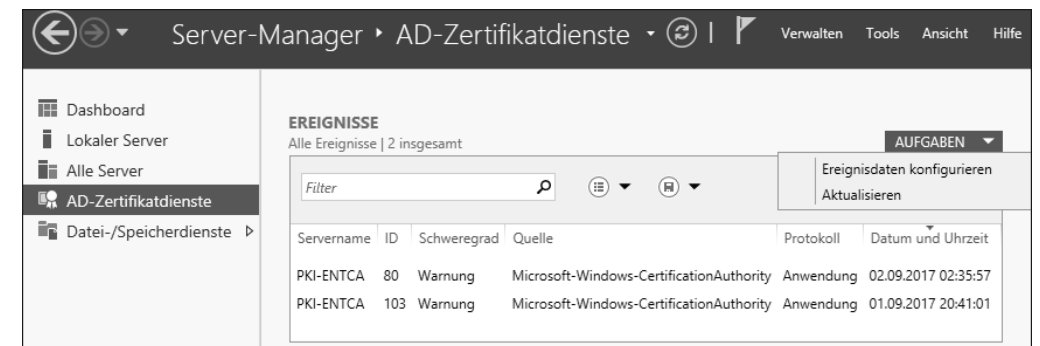 Server-Manager ‣ AD-Zertifikatdienste
Verwalten Tools Ansicht Hilfe
Dashboard
Lokaler Server
Alle Server
AD-Zertifikatdienste
Datei-/Speicherdienste
EREIGNISSE
Alle Ereignisse | 2 insgesamt
AUFGABEN
Ereignisdaten konfigurieren
Aktualisieren
Filter
Servername ID Schweregrad Quelle Protokoll Datum und Uhrzeit
PKI-ENTCA 80 Warnung Microsoft-Windows-CertificationAuthority Anwendung 02.09.2017 02:35:57
PKI-ENTCA 103 Warnung Microsoft-Windows-CertificationAuthority Anwendung 01.09.2017 20:41:01